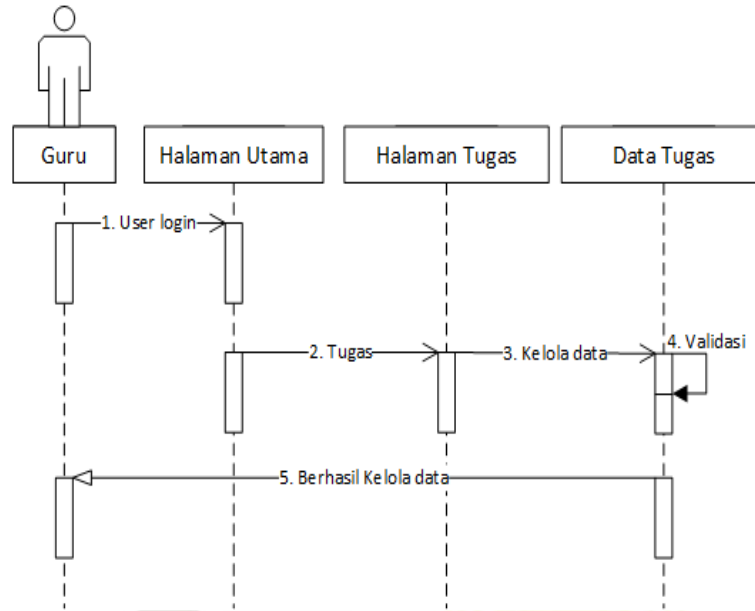 Guru
Halaman Utama
Halaman Tugas
Data Tugas
1. User login
2. Tugas
3. Kelola data
4. Validasi
5. Berhasil Kelola data